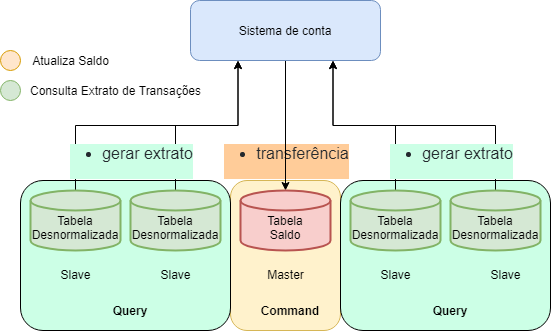 Sistema de conta
Atualiza Saldo
Consulta Extrato de Transações
• gerar extrato
• transferência
• gerar extrato
Tabela
Desnormalizada
Tabela
Desnormalizada
Tabela
Saldo
Tabela
Desnormalizada
Tabela
Desnormalizada
Slave
Slave
Master
Slave
Slave
Query
Command
Query